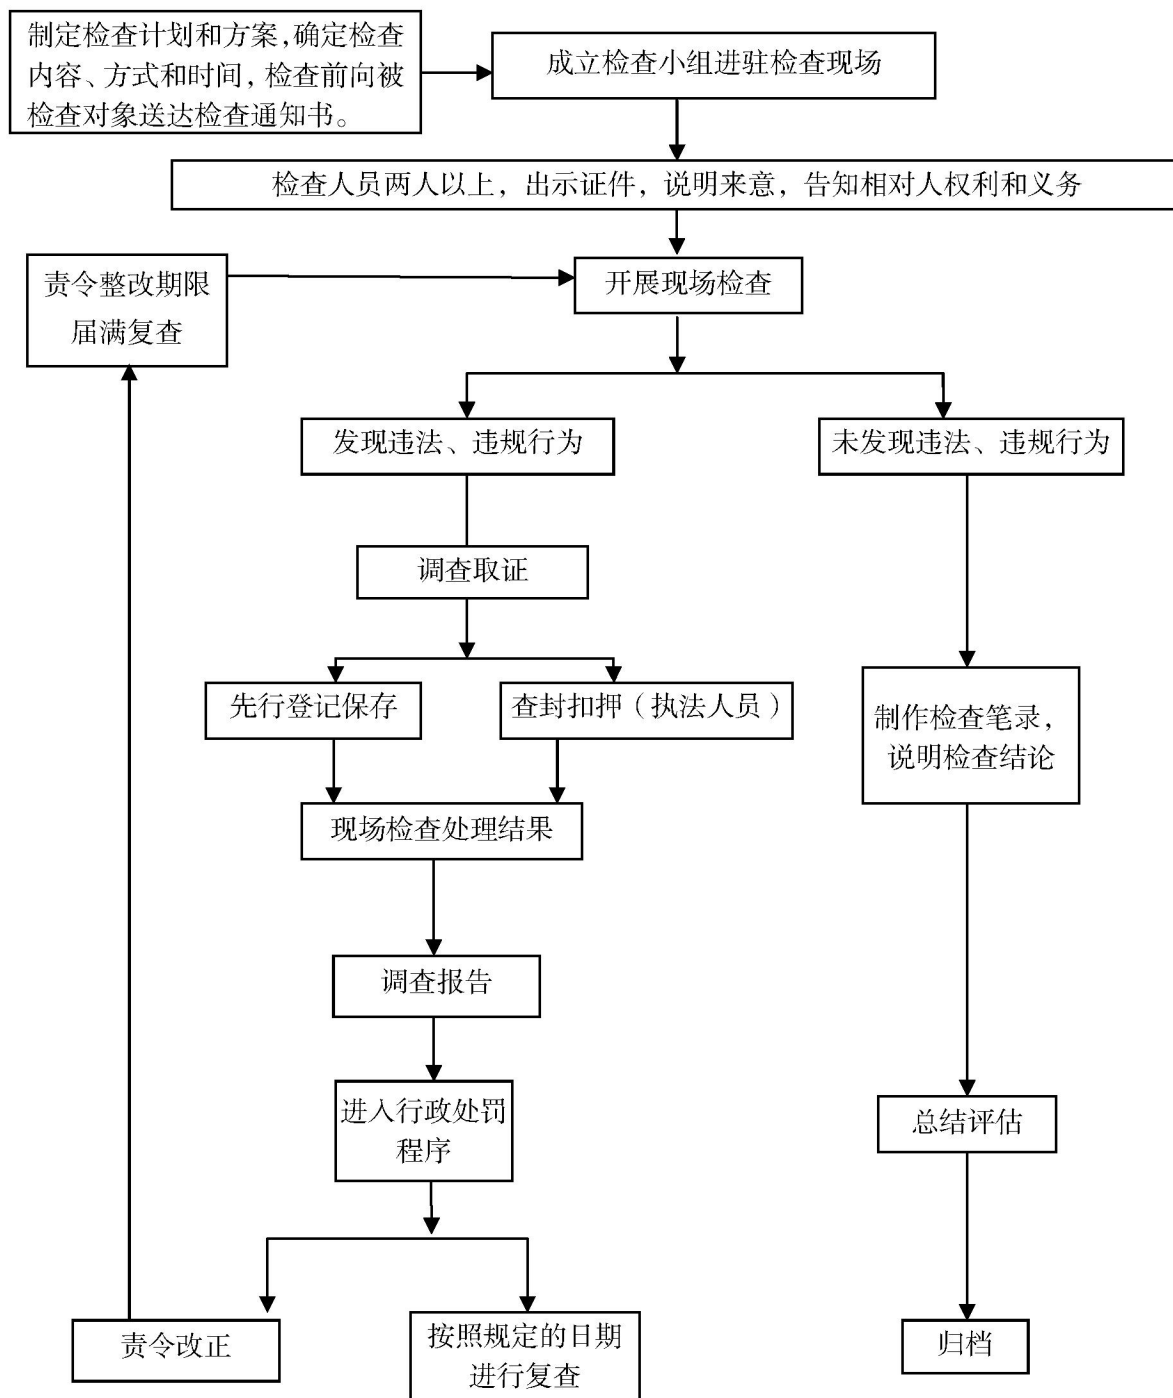 制定检查计划和方案,确定检查
内容、方式和时间，检查前向被
检查对象送达检查通知书。
成立检查小组进驻检查现场
检查人员两人以上，出示证件，说明来意，告知相对人权利和义务
责令整改期限
届满复查
开展现场检查
发现违法、违规行为
未发现违法、违规行为
调查取证
先行登记保存
查封扣押（执法人员）
制作检查笔录，
说明检查结论
现场检查处理结果
调查报告
进入行政处罚
程序
总结评估
责令改正
按照规定的日期
进行复查
归档